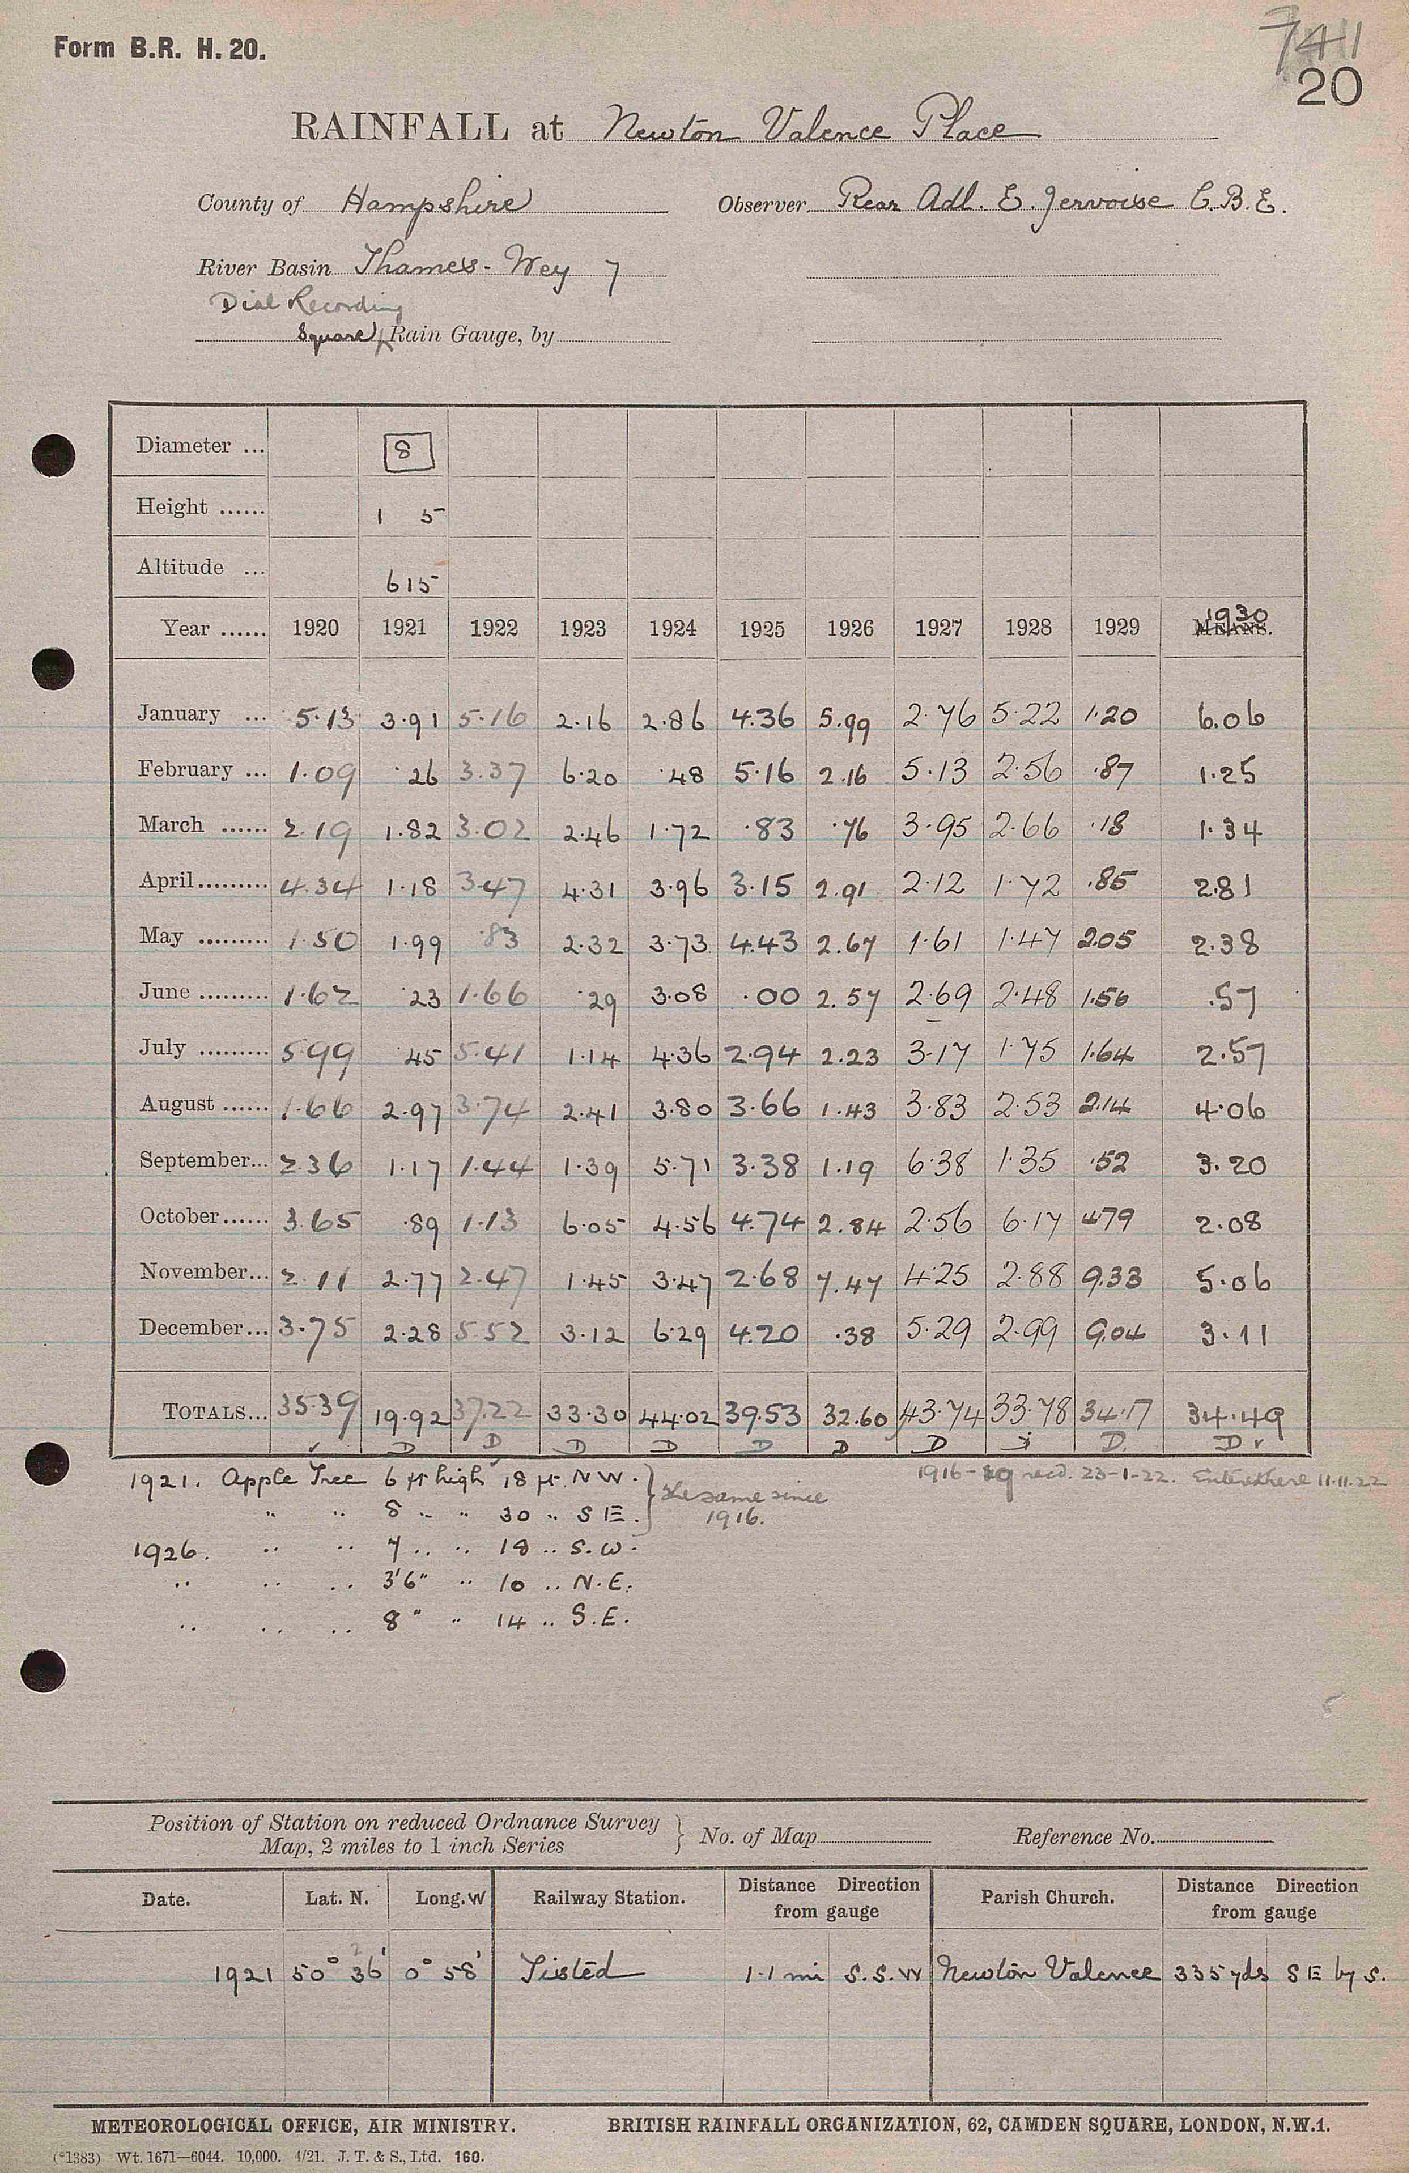 Form B.R. H. 20.
7411
20
RAINFALL at Newton Valence Place
County of Hampshire Observer Rear Adl. E. Jervoise C.B.E.
River Basin Thames - Wey 7
Dial Recording
Square Rain Gauge, by
Diameter ... 8
Height ...... 1 5
Altitude ... 615
Year ...... 1920 1921 1922 1923 1924 1925 1926 1927 1928 1929 MEANS. 1930
January ... 5.13 3.91 5.16 2.16 2.86 4.36 5.99 2.76 5.22 1.20 6.06
February ... 1.09 .26 3.37 6.20 .48 5.16 2.16 5.13 2.56 .87 1.25
March ...... 2.19 1.82 3.02 2.46 1.72 .83 .76 3.95 2.66 .18 1.34
April ......... 4.34 1.18 3.47 4.31 3.96 3.15 2.91 2.12 1.72 .85 2.81
May ......... 1.50 1.99 .83 2.32 3.73 4.43 2.67 1.61 1.47 2.05 2.38
June ......... 1.62 .23 1.66 .29 3.08 .00 2.57 2.69 2.48 1.56 .57
July ......... 5.99 .45 5.41 1.14 4.36 2.94 2.23 3.17 1.75 1.64 2.57
August ...... 1.66 2.97 3.74 2.41 3.80 3.66 1.43 3.83 2.53 2.14 4.06
September... 2.36 1.17 1.44 1.39 5.71 3.38 1.19 6.38 1.35 .52 3.20
October ...... 3.65 .89 1.13 6.05 4.56 4.74 2.84 2.56 6.17 4.79 2.08
November... 2.11 2.77 2.47 1.45 3.47 2.68 7.47 4.25 2.88 9.33 5.06
December... 3.75 2.28 5.52 3.12 6.29 4.20 .38 5.29 2.99 9.04 3.11
TOTALS... 35.39 19.92 37.22 33.30 44.02 39.53 32.60 43.74 33.78 34.17 34.49
D D D D D D D D D
1921. Apple Tree 6 ft high 18 ft. N W. } the same since 1916.
" " 8 " " 30 " S E.
1916- recd. 23-1-22. Entered here 11.11.22
1926. " " 7 " " 18 " S.W.
" " " 3'6" " 10 " N.E.
" " " 8 " " 14 " S.E.
Position of Station on reduced Ordnance Survey Map, 2 miles to 1 inch Series } No. of Map Reference No.
Date. Lat. N. Long. W Railway Station. Distance Direction from gauge Parish Church. Distance Direction from gauge
1921 50° 36' 0° 58' Tisted 1.1 mi S.S.W Newton Valence 335 yds S E by S.
METEOROLOGICAL OFFICE, AIR MINISTRY. BRITISH RAINFALL ORGANIZATION, 62, CAMDEN SQUARE, LONDON, N.W.1.
(*1383) Wt. 1671—6044. 10,000. 4/21. J. T. & S., Ltd. 160.